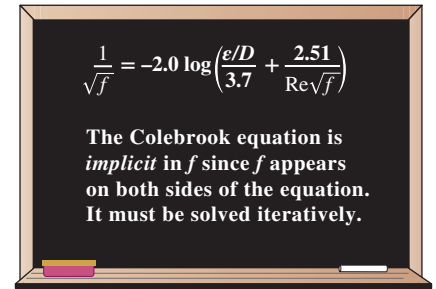 1/√f = –2.0 log(ε/D/3.7 + 2.51/Re√f)
The Colebrook equation is
implicit in f since f appears
on both sides of the equation.
It must be solved iteratively.